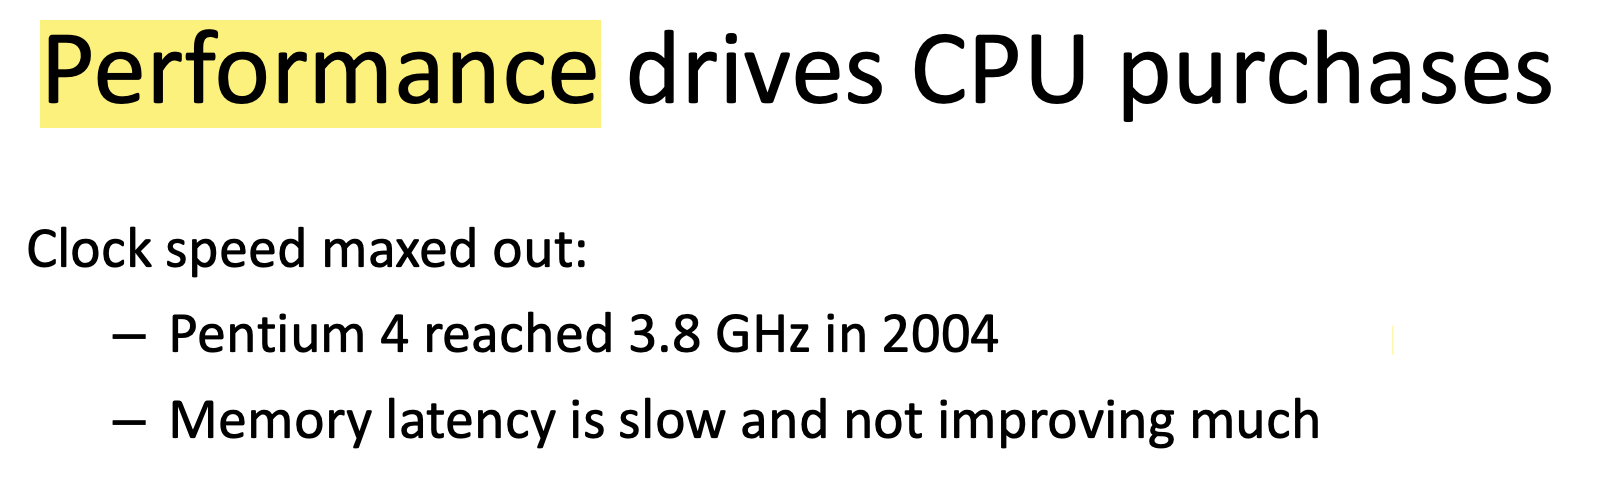 Performance drives CPU purchases
Clock speed maxed out:
– Pentium 4 reached 3.8 GHz in 2004
– Memory latency is slow and not improving much